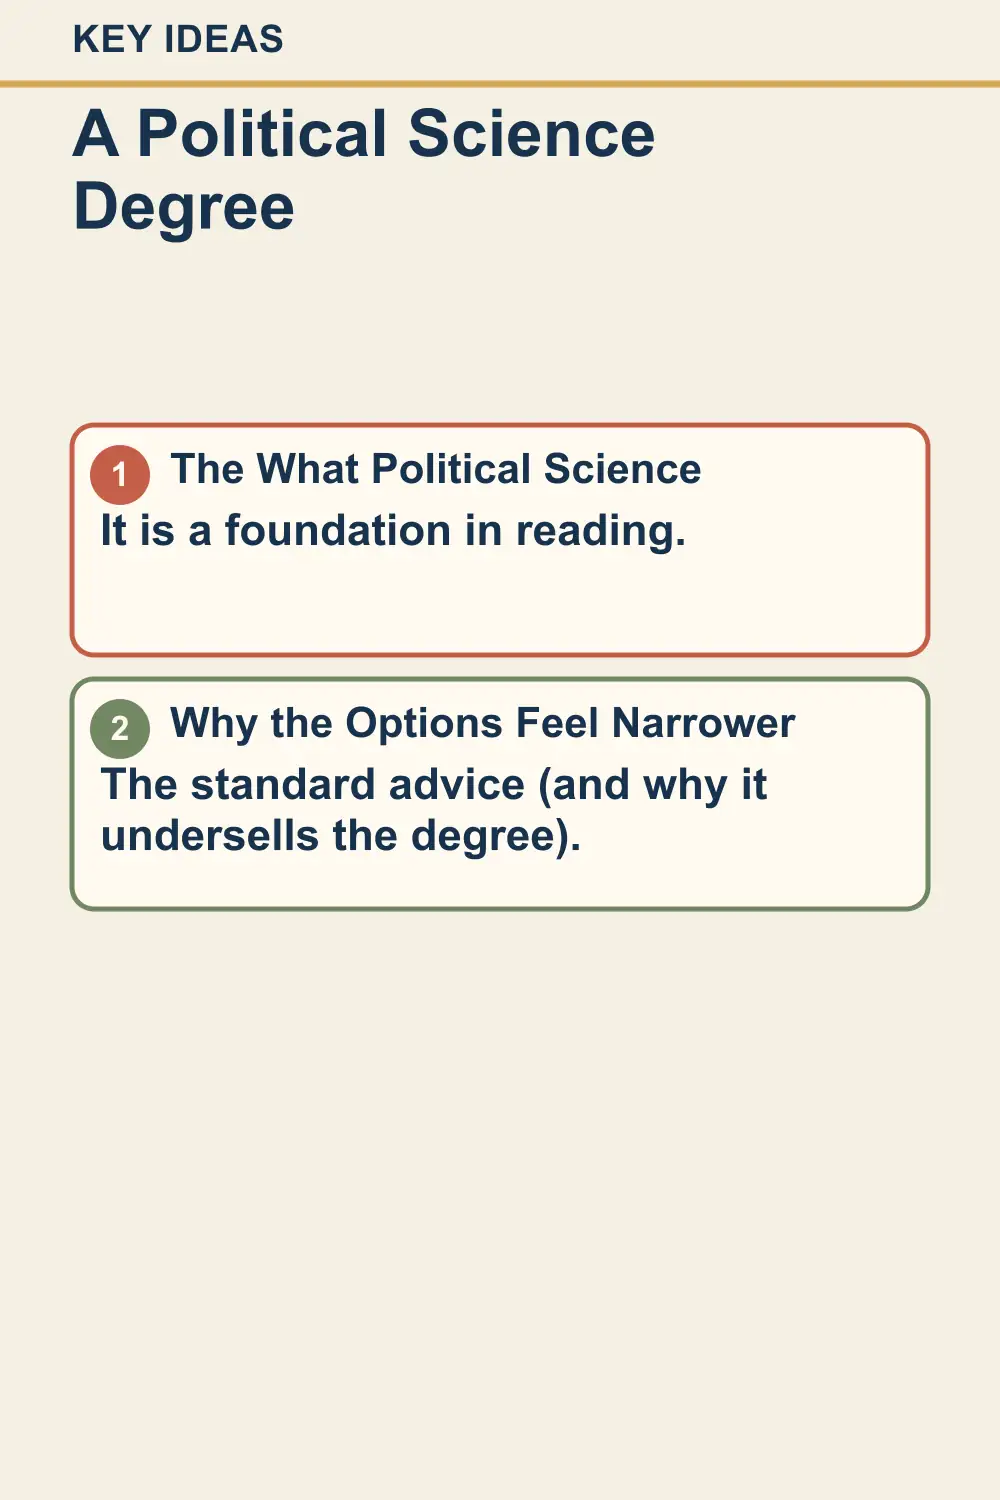 KEY IDEAS
A Political Science
Degree
1 The What Political Science
It is a foundation in reading.
2 Why the Options Feel Narrower
The standard advice (and why it
undersells the degree).